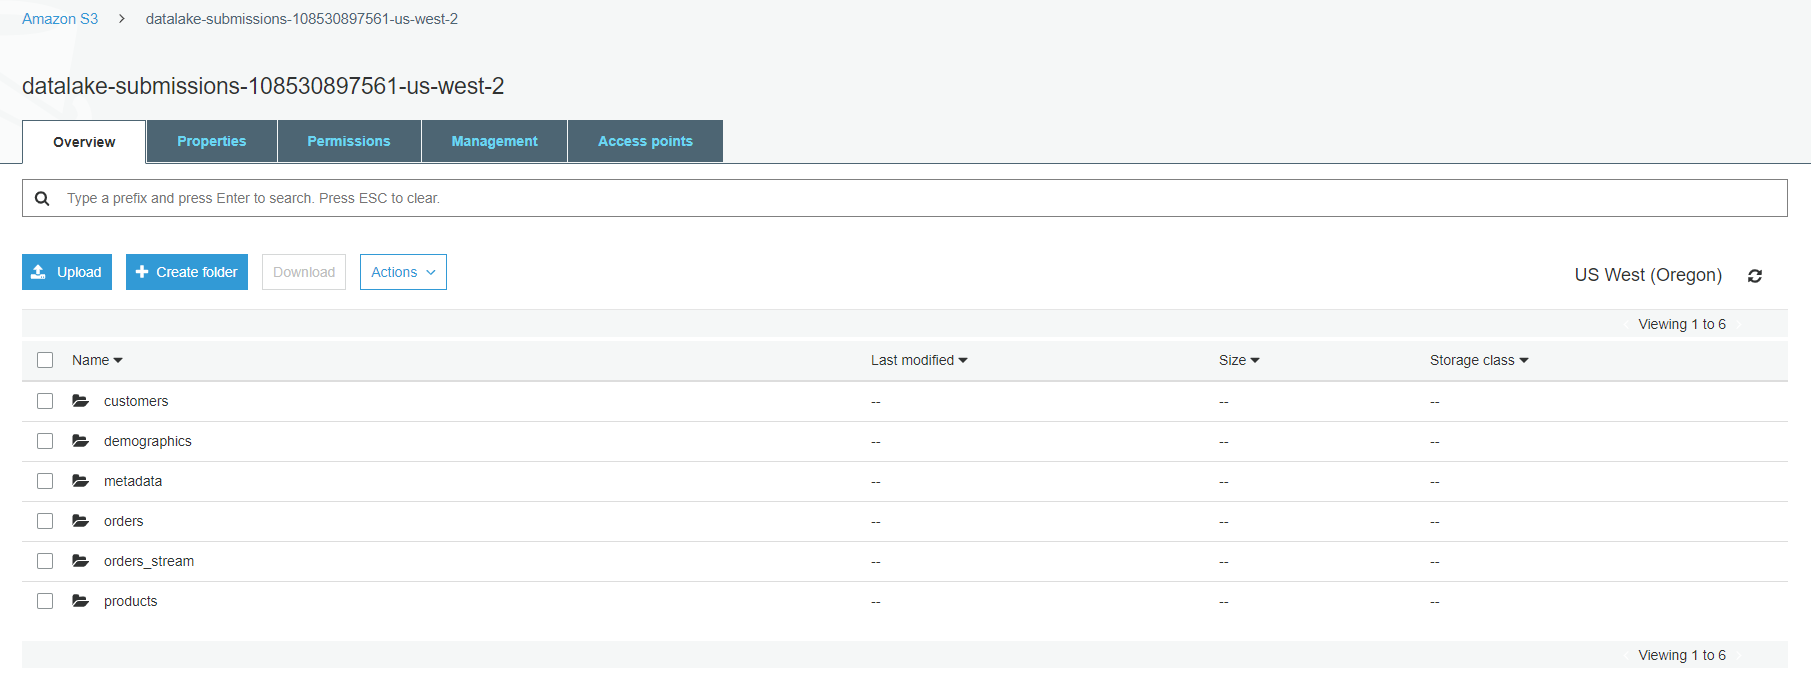 Amazon S3 > datalake-submissions-108530897561-us-west-2
datalake-submissions-108530897561-us-west-2
Overview Properties Permissions Management Access points
Type a prefix and press Enter to search. Press ESC to clear.
Upload + Create folder Download Actions US West (Oregon)
Viewing 1 to 6
Name Last modified Size Storage class
customers -- -- --
demographics -- -- --
metadata -- -- --
orders -- -- --
orders_stream -- -- --
products -- -- --
Viewing 1 to 6